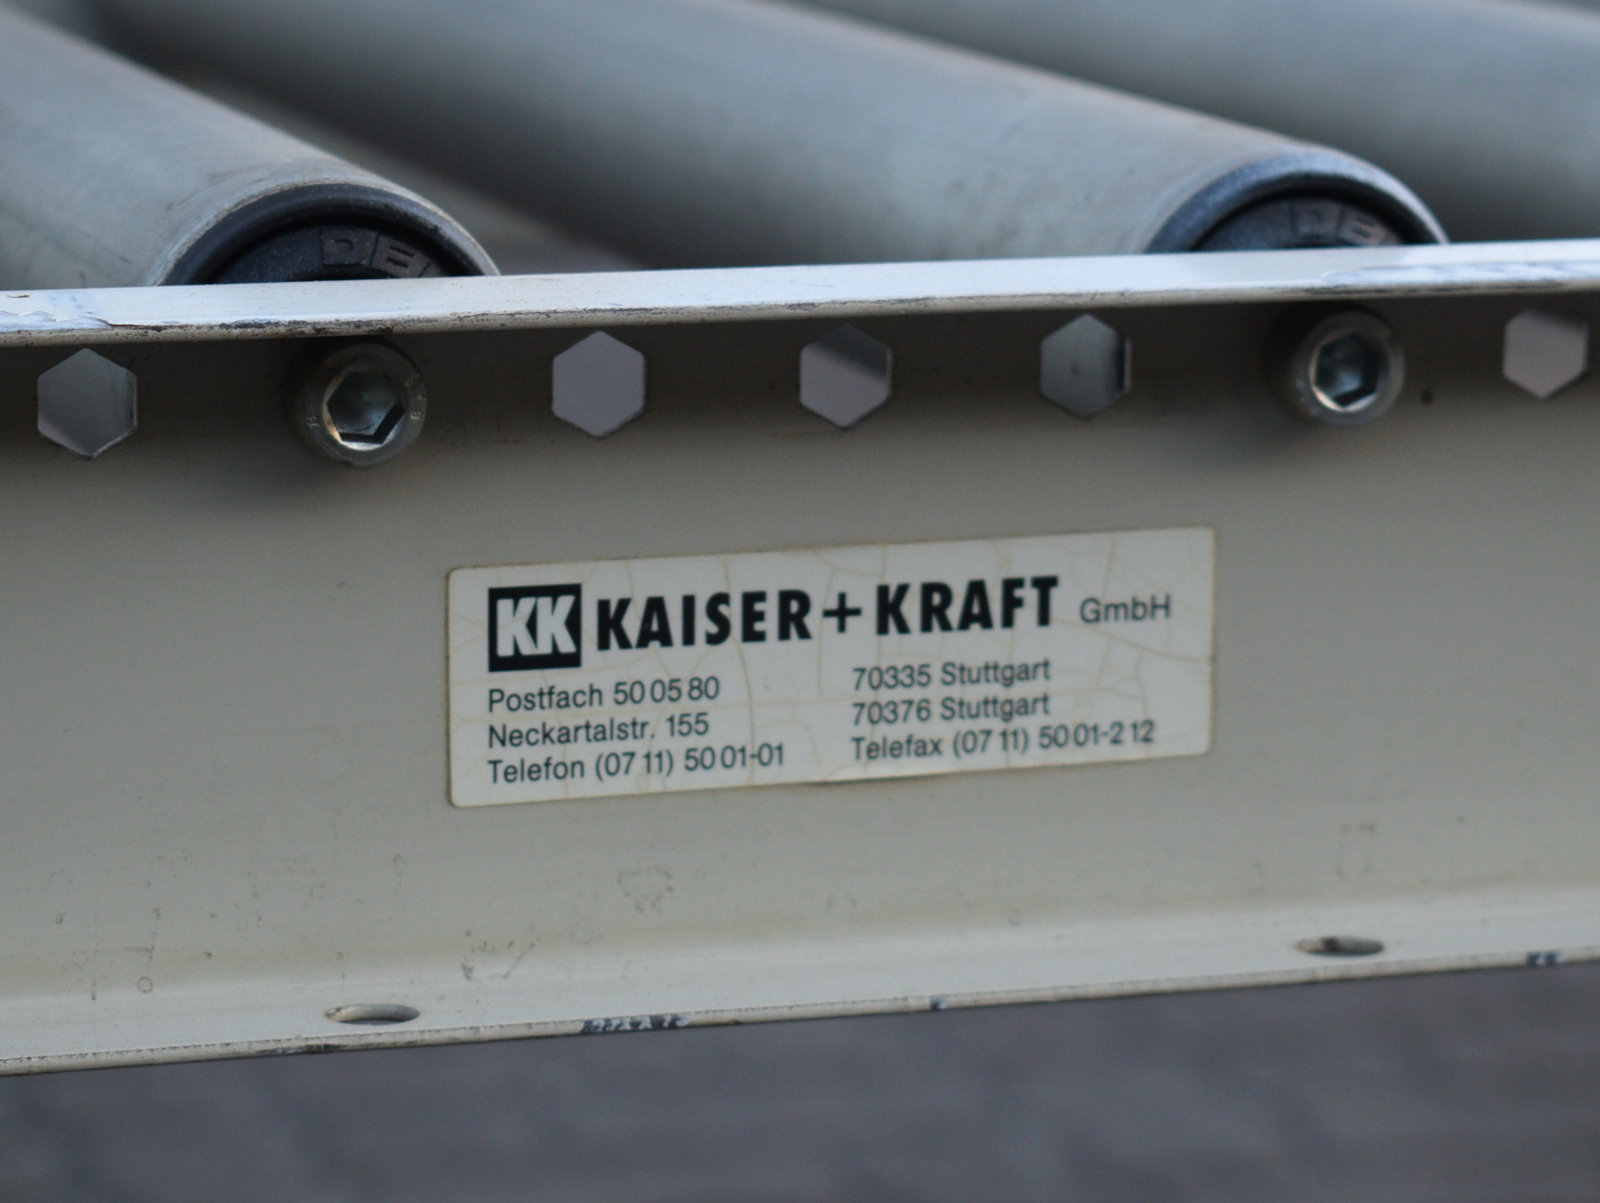 KK KAISER+KRAFT GmbH
Postfach 50 05 80 70335 Stuttgart
Neckartalstr. 155 70376 Stuttgart
Telefon (07 11) 50 01-01 Telefax (07 11) 50 01-2 12